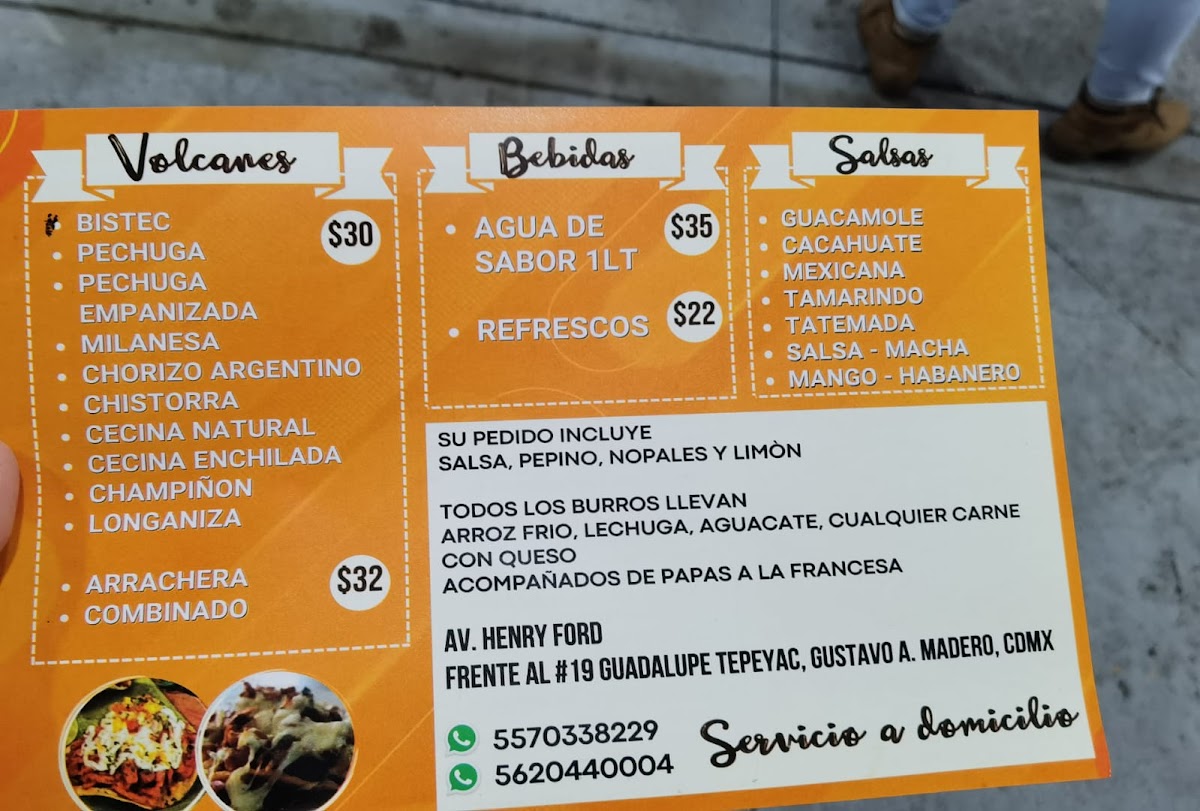 Volcanes
BISTEC
$30
PECHUGA
PECHUGA
EMPANIZADA
MILANESA
CHORIZO ARGENTINO
CHISTORRA
CECINA NATURAL
CECINA ENCHILADA
CHAMPIÑON
LONGANIZA
ARRACHERA
$32
COMBINADO
Bebidas
AGUA DE
$35
SABOR 1LT
REFRESCOS
$22
Salsas
GUACAMOLE
CACAHUATE
MEXICANA
TAMARINDO
TATEMADA
SALSA - MACHA
MANGO - HABANERO
SU PEDIDO INCLUYE
SALSA, PEPINO, NOPALES Y LIMÒN
TODOS LOS BURROS LLEVAN
ARROZ FRIO, LECHUGA, AGUACATE, CUALQUIER CARNE
CON QUESO
ACOMPAÑADOS DE PAPAS A LA FRANCESA
AV. HENRY FORD
FRENTE AL #19 GUADALUPE TEPEYAC, GUSTAVO A. MADERO, CDMX
5570338229
5620440004
Servicio a domicilio